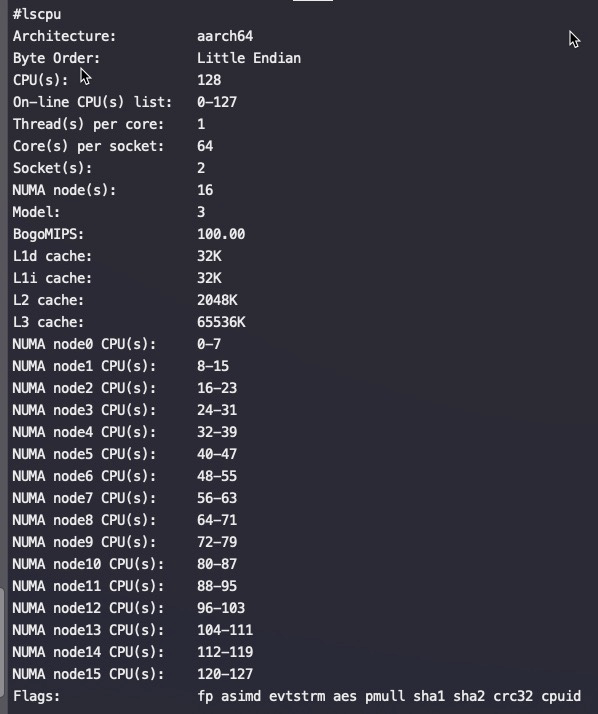 #lscpu
Architecture: aarch64
Byte Order: Little Endian
CPU(s): 128
On-line CPU(s) list: 0-127
Thread(s) per core: 1
Core(s) per socket: 64
Socket(s): 2
NUMA node(s): 16
Model: 3
BogoMIPS: 100.00
L1d cache: 32K
L1i cache: 32K
L2 cache: 2048K
L3 cache: 65536K
NUMA node0 CPU(s): 0-7
NUMA node1 CPU(s): 8-15
NUMA node2 CPU(s): 16-23
NUMA node3 CPU(s): 24-31
NUMA node4 CPU(s): 32-39
NUMA node5 CPU(s): 40-47
NUMA node6 CPU(s): 48-55
NUMA node7 CPU(s): 56-63
NUMA node8 CPU(s): 64-71
NUMA node9 CPU(s): 72-79
NUMA node10 CPU(s): 80-87
NUMA node11 CPU(s): 88-95
NUMA node12 CPU(s): 96-103
NUMA node13 CPU(s): 104-111
NUMA node14 CPU(s): 112-119
NUMA node15 CPU(s): 120-127
Flags: fp asimd evtstrm aes pmull sha1 sha2 crc32 cpuid